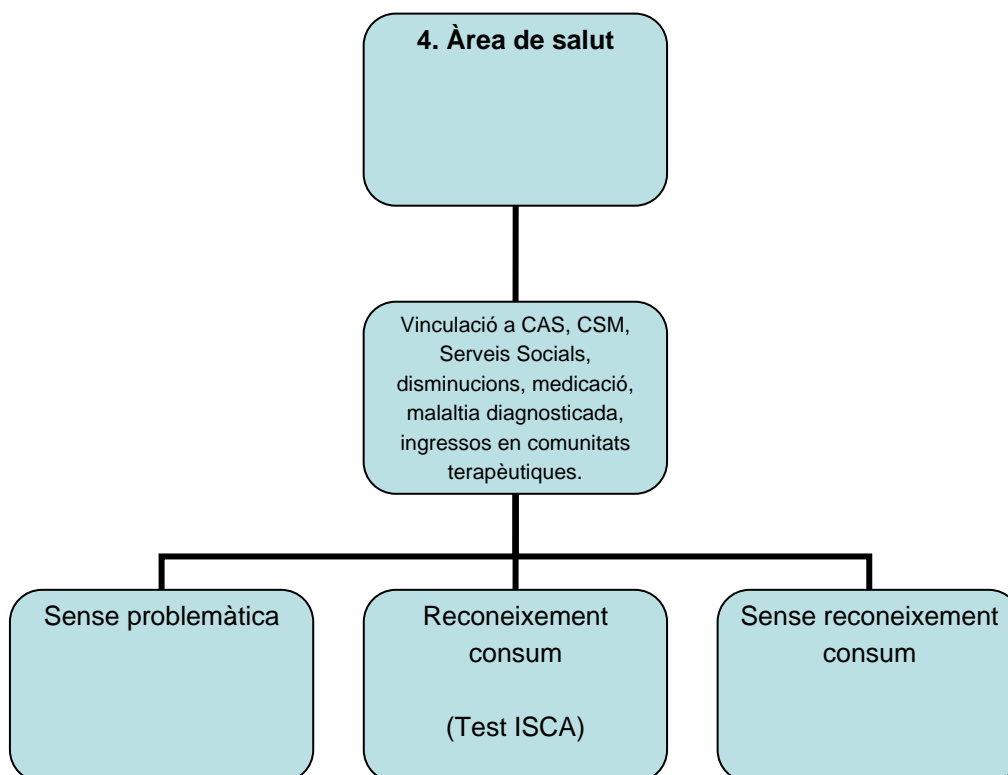 4. Àrea de salut
Vinculació a CAS, CSM,
Serveis Socials,
disminucions, medicació,
malaltia diagnosticada,
ingressos en comunitats
terapèutiques.
Sense problemàtica
Reconeixement
consum
(Test ISCA)
Sense reconeixement
consum